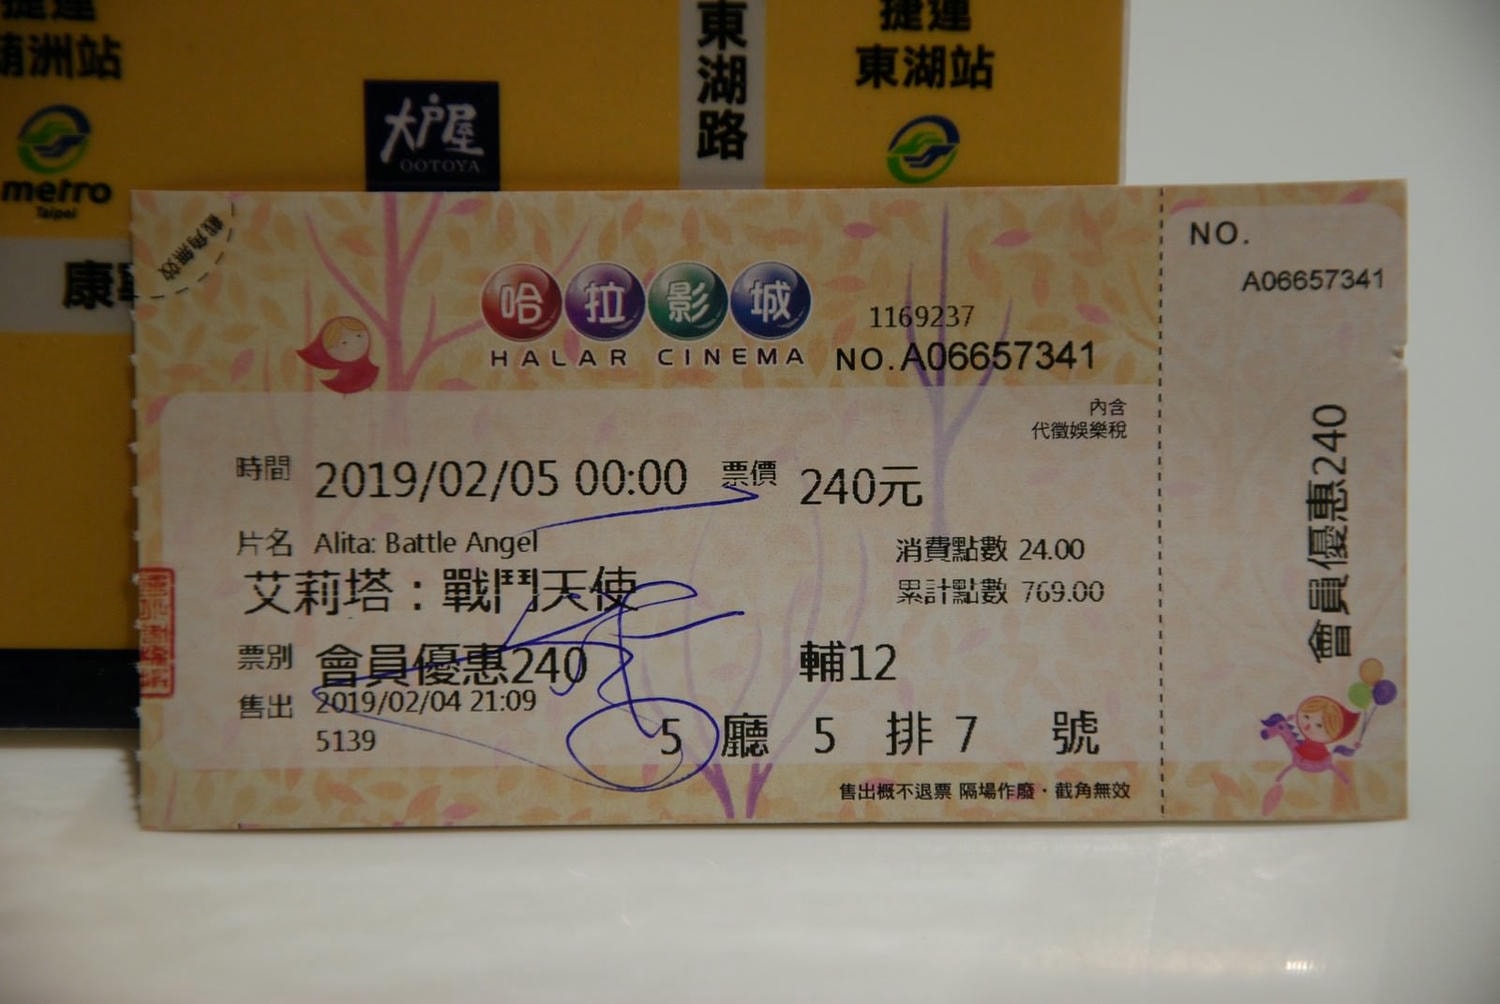 捷運
東湖路
捷運
洲站
東湖站
大戶屋
OOTOYA
metro
Taipei
康
截角無效
哈拉影城
HALAR CINEMA
1169237
NO.A06657341
NO.
A06657341
內含
代徵娛樂稅
時間 2019/02/05 00:00 票價 240元
片名 Alita: Battle Angel
消費點數 24.00
艾莉塔：戰鬥天使
累計點數 769.00
票別 會員優惠240 輔12
售出 2019/02/04 21:09
5139
5 廳 5 排 7 號
售出概不退票 隔場作廢・截角無效
會員優惠240